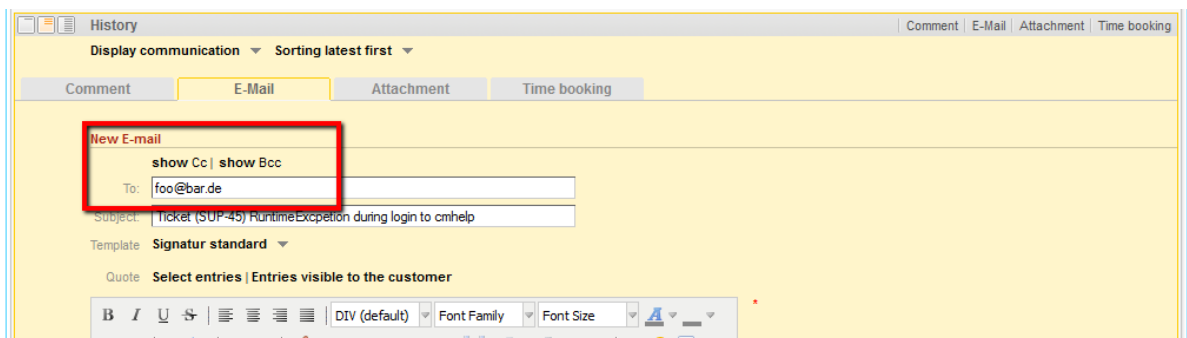 History Comment E-Mail Attachment Time booking
Display communication Sorting latest first
Comment E-Mail Attachment Time booking
New E-mail
show Cc | show Bcc
To: foo@bar.de
Subject: Ticket (SUP-45) RuntimeExcpetion during login to cmhelp
Template Signatur standard
Quote Select entries | Entries visible to the customer
B I U S DIV (default) Font Family Font Size A *